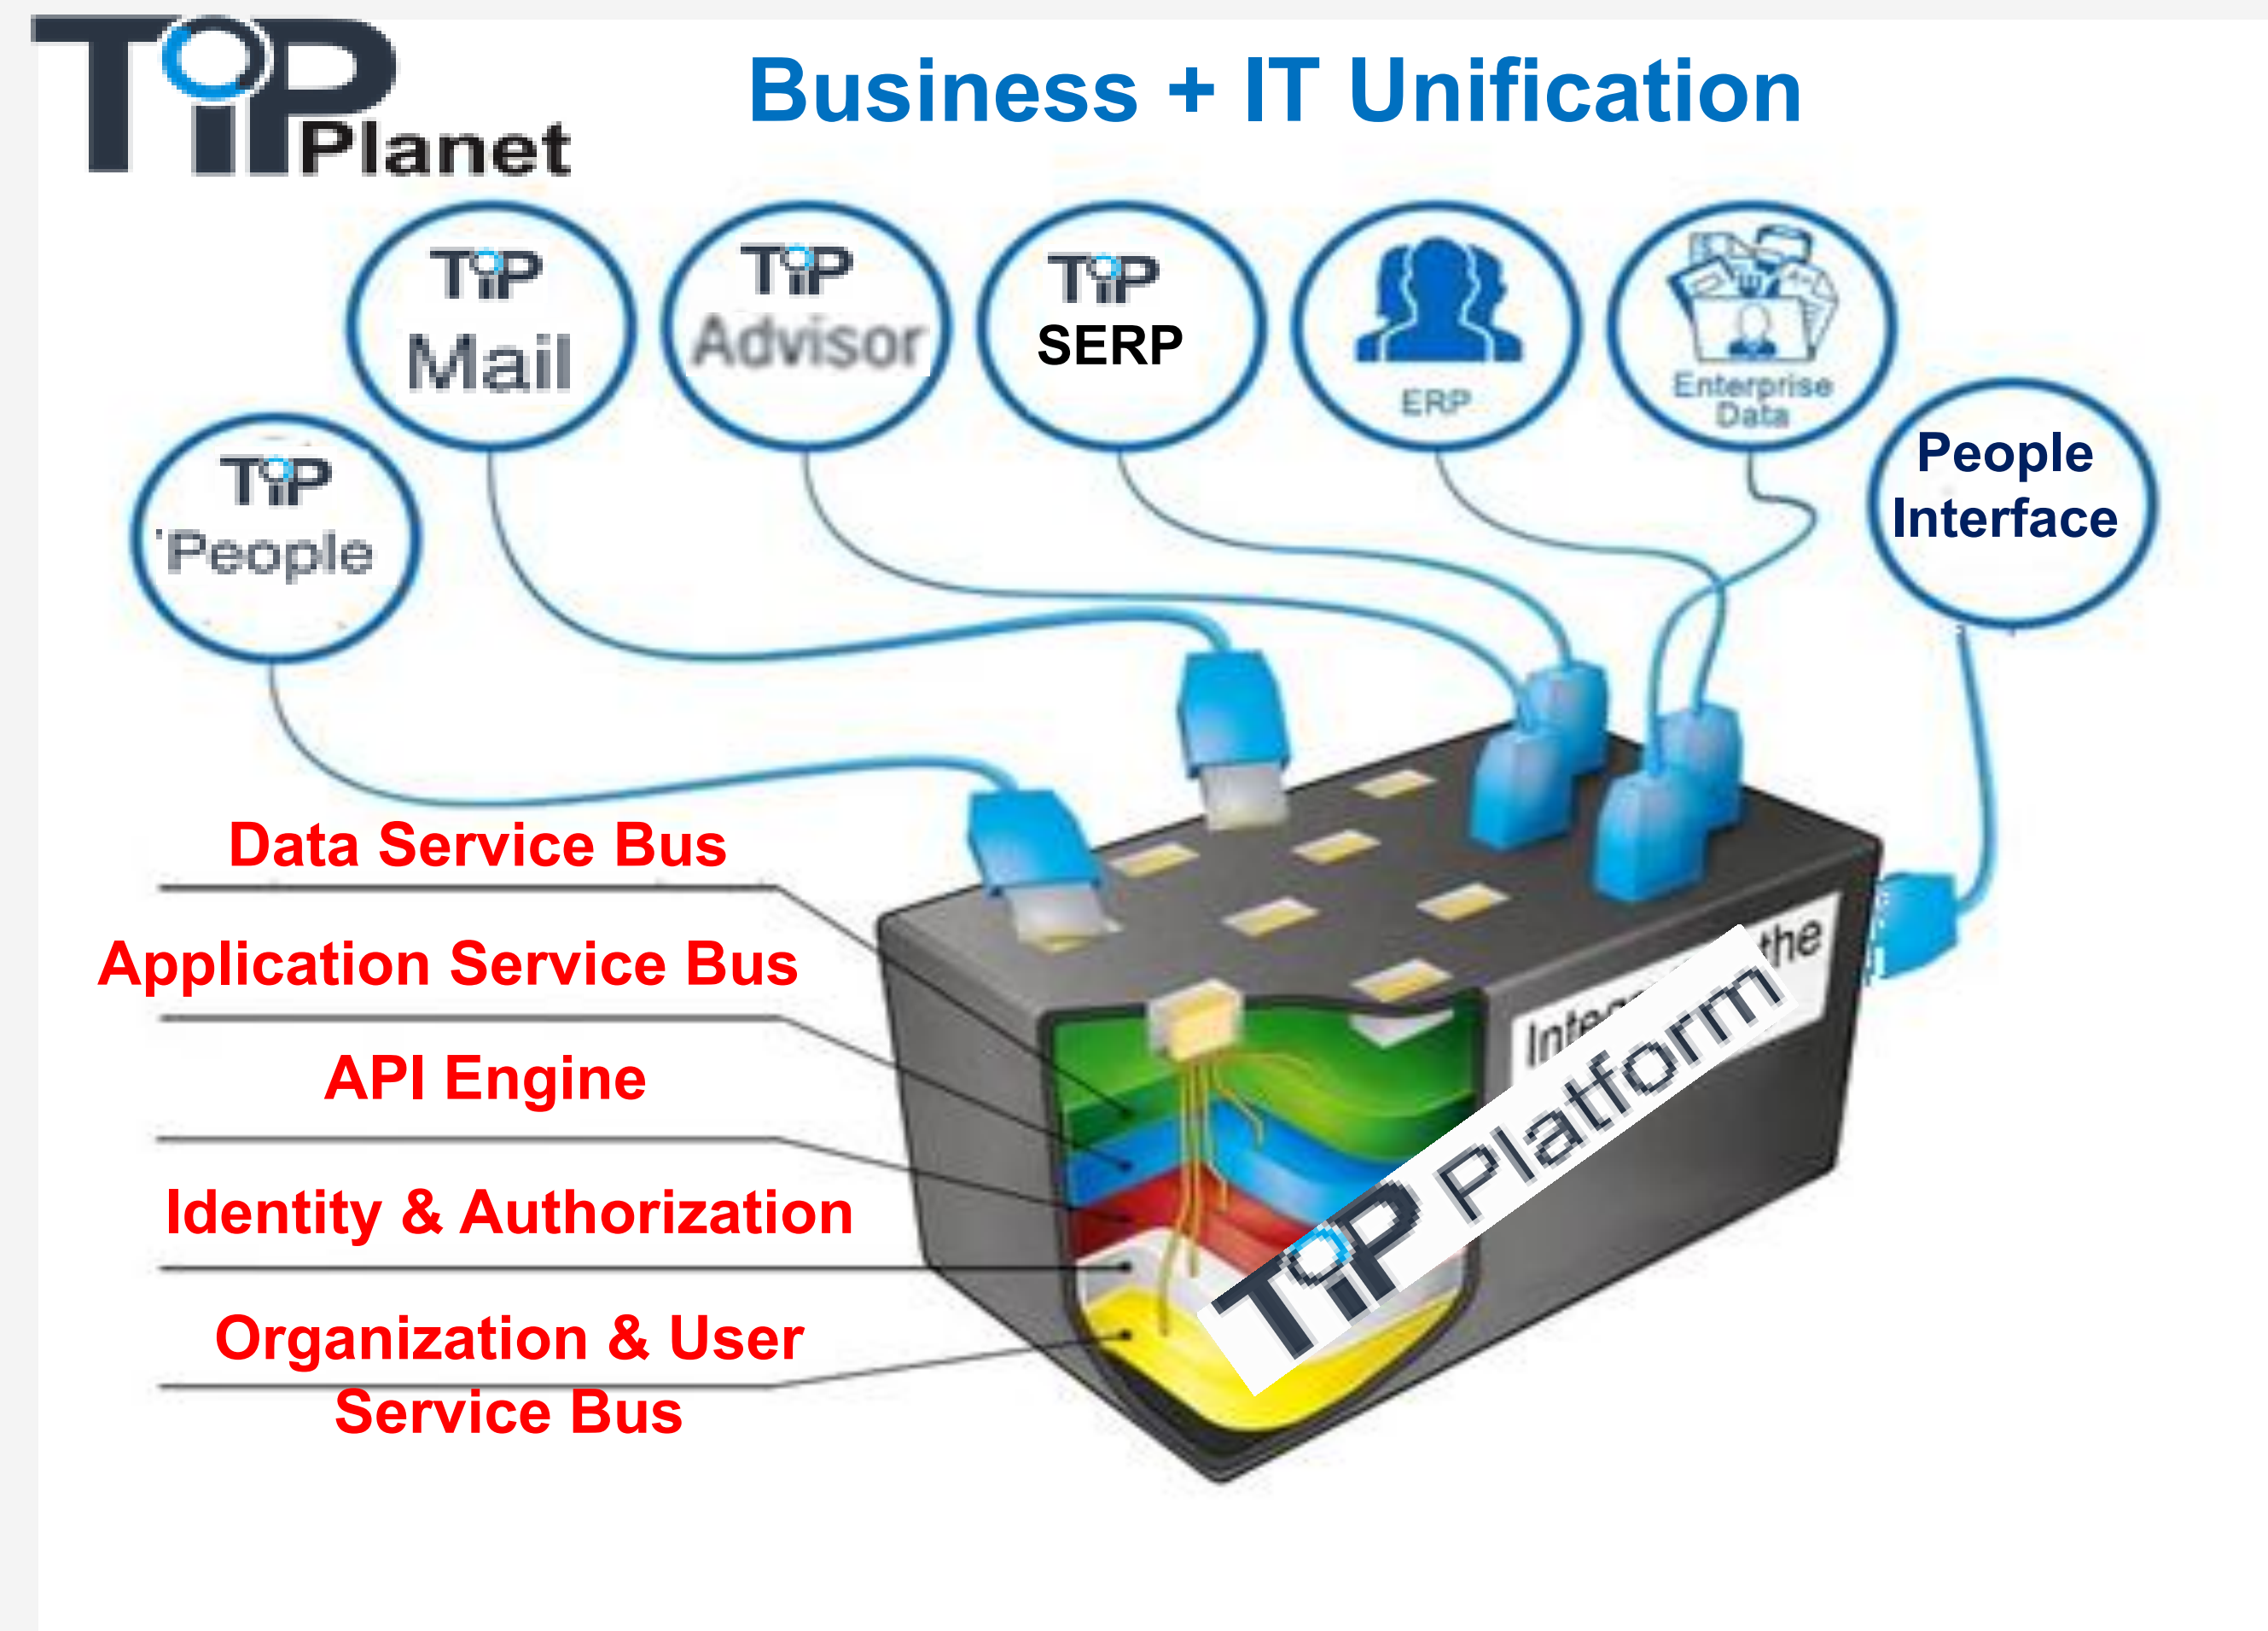 TiP Planet
Business + IT Unification
TiP
Mail
TiP
Advisor
TiP
SERP
ERP
Enterprise
Data
People
Interface
TiP
People
Data Service Bus
Application Service Bus
API Engine
Identity & Authorization
Organization & User
Service Bus
the
TiP Platform